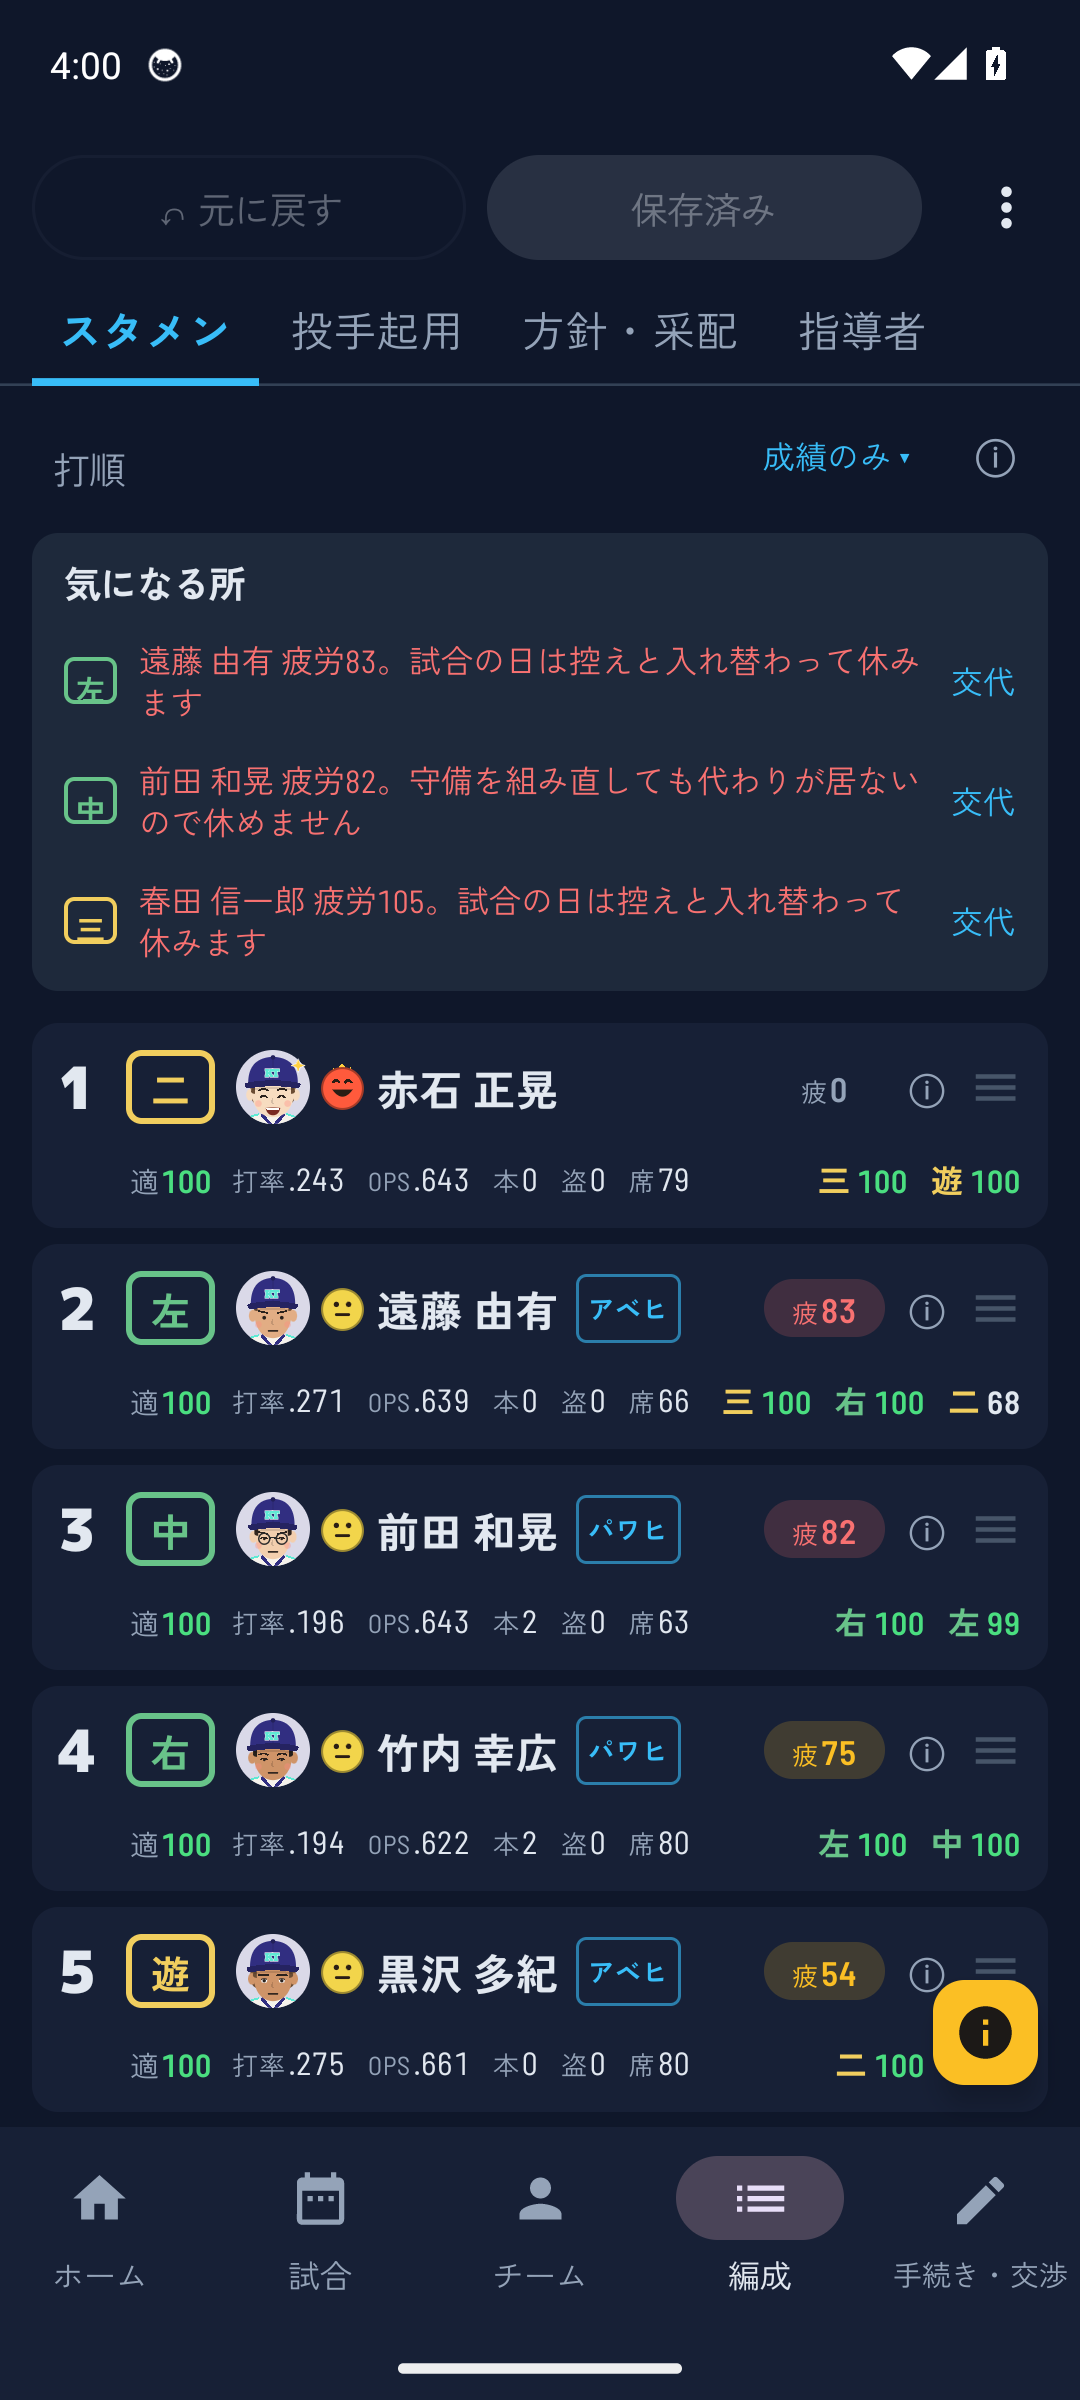 4:00
元に戻す
保存済み
スタメン 投手起用 方針・采配 指導者
打順
成績のみ ▾
気になる所
左 遠藤 由有 疲労83。試合の日は控えと入れ替わって休み
ます
交代
中 前田 和晃 疲労82。守備を組み直しても代わりが居ない
ので休めません
交代
三 春田 信一郎 疲労105。試合の日は控えと入れ替わって
休みます
交代
1 二 赤石 正晃 疲0
適100 打率.243 OPS.643 本0 盗0 席79 三 100 遊 100
2 左 遠藤 由有 アベヒ 疲83
適100 打率.271 OPS.639 本0 盗0 席66 三 100 右 100 二 68
3 中 前田 和晃 パワヒ 疲82
適100 打率.196 OPS.643 本2 盗0 席63 右 100 左 99
4 右 竹内 幸広 パワヒ 疲75
適100 打率.194 OPS.622 本2 盗0 席80 左 100 中 100
5 遊 黒沢 多紀 アベヒ 疲54
適100 打率.275 OPS.661 本0 盗0 席80 二 100
ホーム 試合 チーム 編成 手続き・交渉